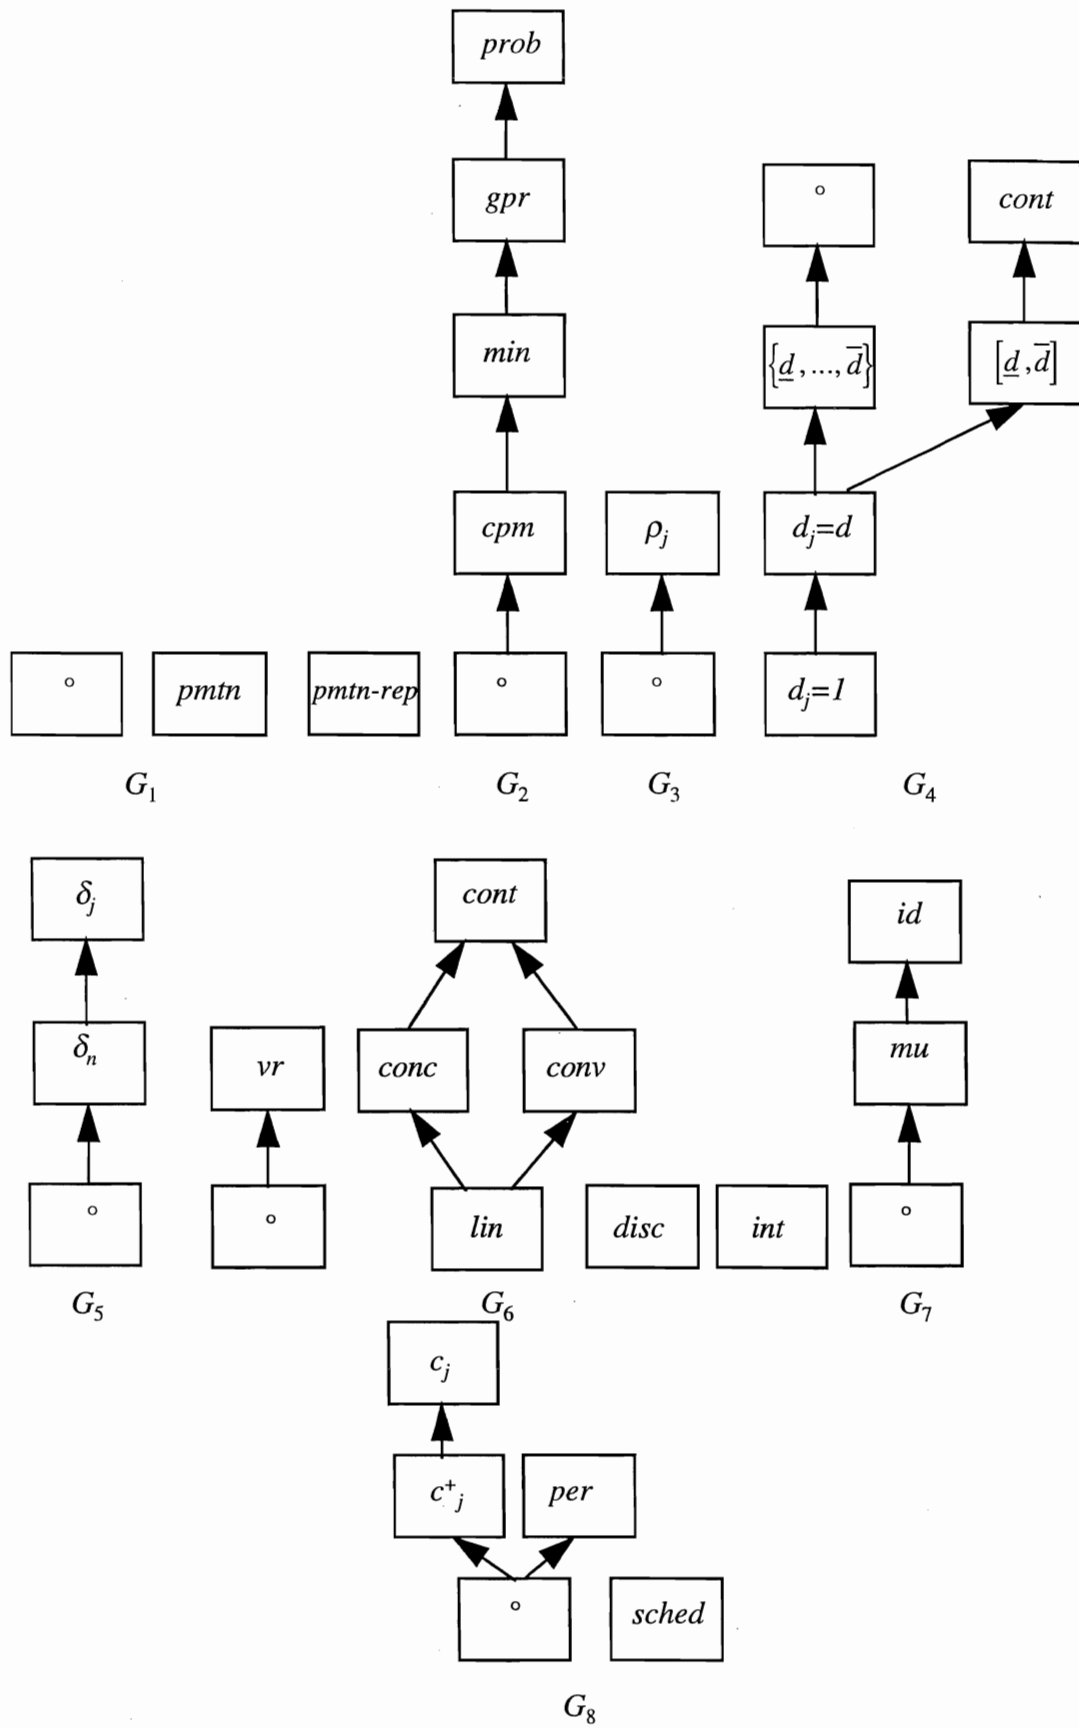 prob
∘ cont
gpr
min
{d̲,...,d̅} [d̲,d̅]
cpm ρⱼ dⱼ=d
∘ pmtn pmtn-rep ∘ ∘ dⱼ=1
G₁ G₂ G₃ G₄
δⱼ cont id
δₙ vr conc conv mu
∘ ∘ lin disc int ∘
G₅ G₆ G₇
cⱼ
c⁺ⱼ per
∘ sched
G₈